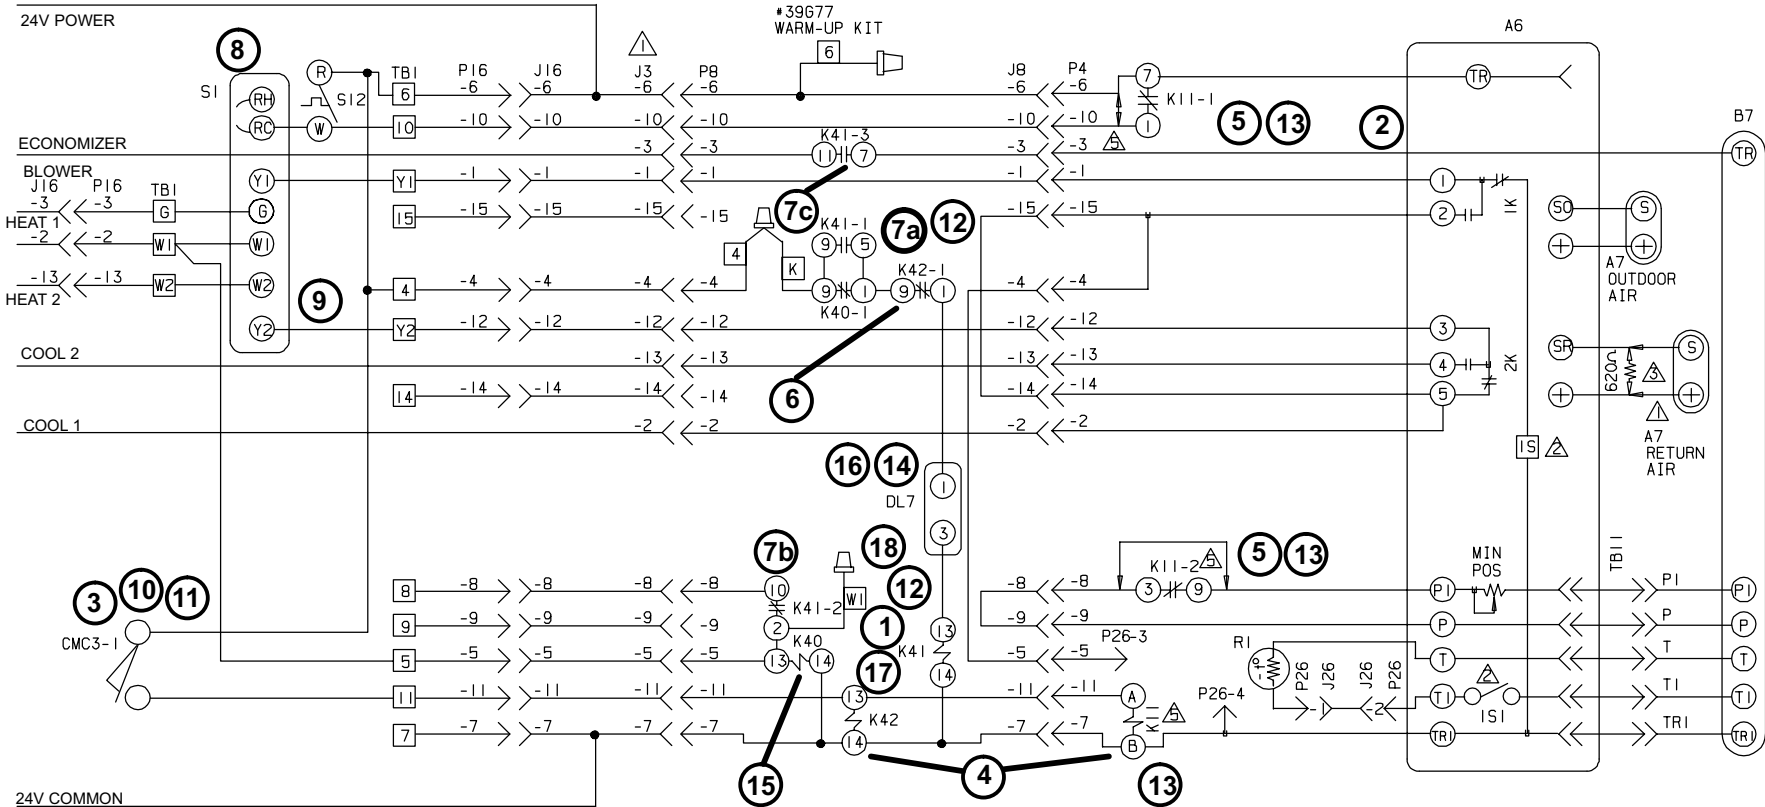 24V POWER
#39G77
WARM-UP KIT
6
A6
8
1
S1
RH
R
S12
TB1
P16
J16
J3
P8
J8
P4
7
TR
6
-6
-6
-6
-6
-6
-6
K11-1
5
13
2
B7
RC
W
10
-10
-10
-10
-10
-10
-10
1
5
ECONOMIZER
-3
-3
K41-3
11
7
-3
-3
TR
BLOWER
J16
P16
TB1
Y1
Y1
-1
-1
-1
-1
-1
-1
1
1K
-3
-3
G
G
15
-15
-15
-15
-15
7c
K41-1
7a
12
-15
-15
2
SO
S
HEAT 1
-2
-2
W1
W1
4
K
9
5
K42-1
+
+
A7
OUTDOOR
AIR
-13
-13
W2
W2
9
4
-4
-4
-4
-4
9
1
9
1
-4
-4
HEAT 2
K40-1
Y2
Y2
-12
-12
-12
-12
-12
-12
3
COOL 2
-13
-13
-13
-13
4
2K
SR
620Ω
3
S
6
14
-14
-14
-14
-14
-14
-14
5
+
+
1
COOL 1
-2
-2
-2
-2
A7
RETURN
AIR
1S
2
16
14
1
DL7
3
7b
18
K11-2
5
5
13
MIN
POS
TB11
8
-8
-8
-8
-8
10
W1
12
-8
-8
3
9
P1
P1
P1
3
10
11
K41-2
9
-9
-9
-9
-9
2
1
13
-9
-9
P
P
P
CMC3-1
K40
K41
P26-3
R1
5
-5
-5
-5
-5
13
14
17
14
-5
-5
-t°
T
T
T
11
-11
-11
-11
-11
13
-11
-11
A
P26-4
P26
J26
J26
P26
-1
-2
T1
2
1S1
T1
T1
K42
K11
5
7
-7
-7
-7
-7
14
-7
-7
B
TR1
TR1
TR1
15
4
13
24V COMMON